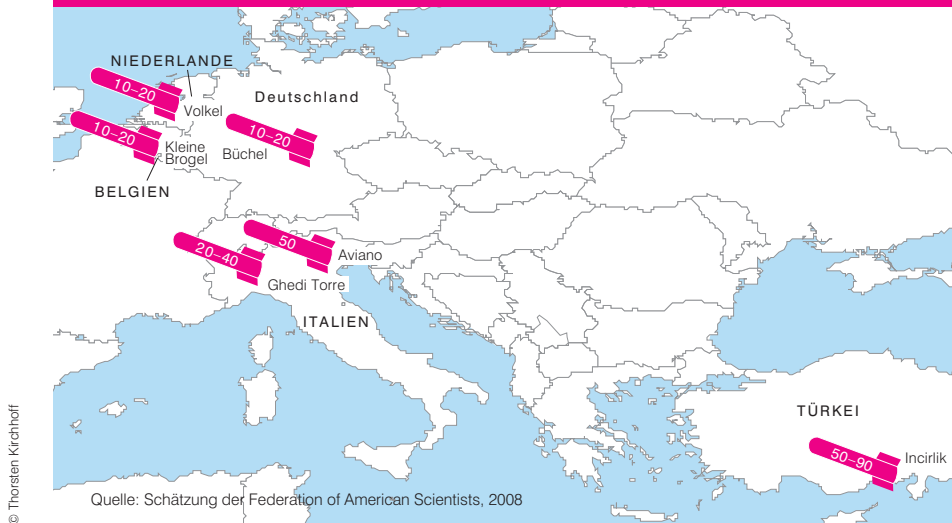 NIEDERLANDE
10–20
Volkel
Deutschland
10–20
Kleine
Brogel
10–20
Büchel
BELGIEN
20–40
50
Aviano
Ghedi Torre
ITALIEN
TÜRKEI
50–90
Incirlik
Quelle: Schätzung der Federation of American Scientists, 2008
© Thorsten Kirchhoff